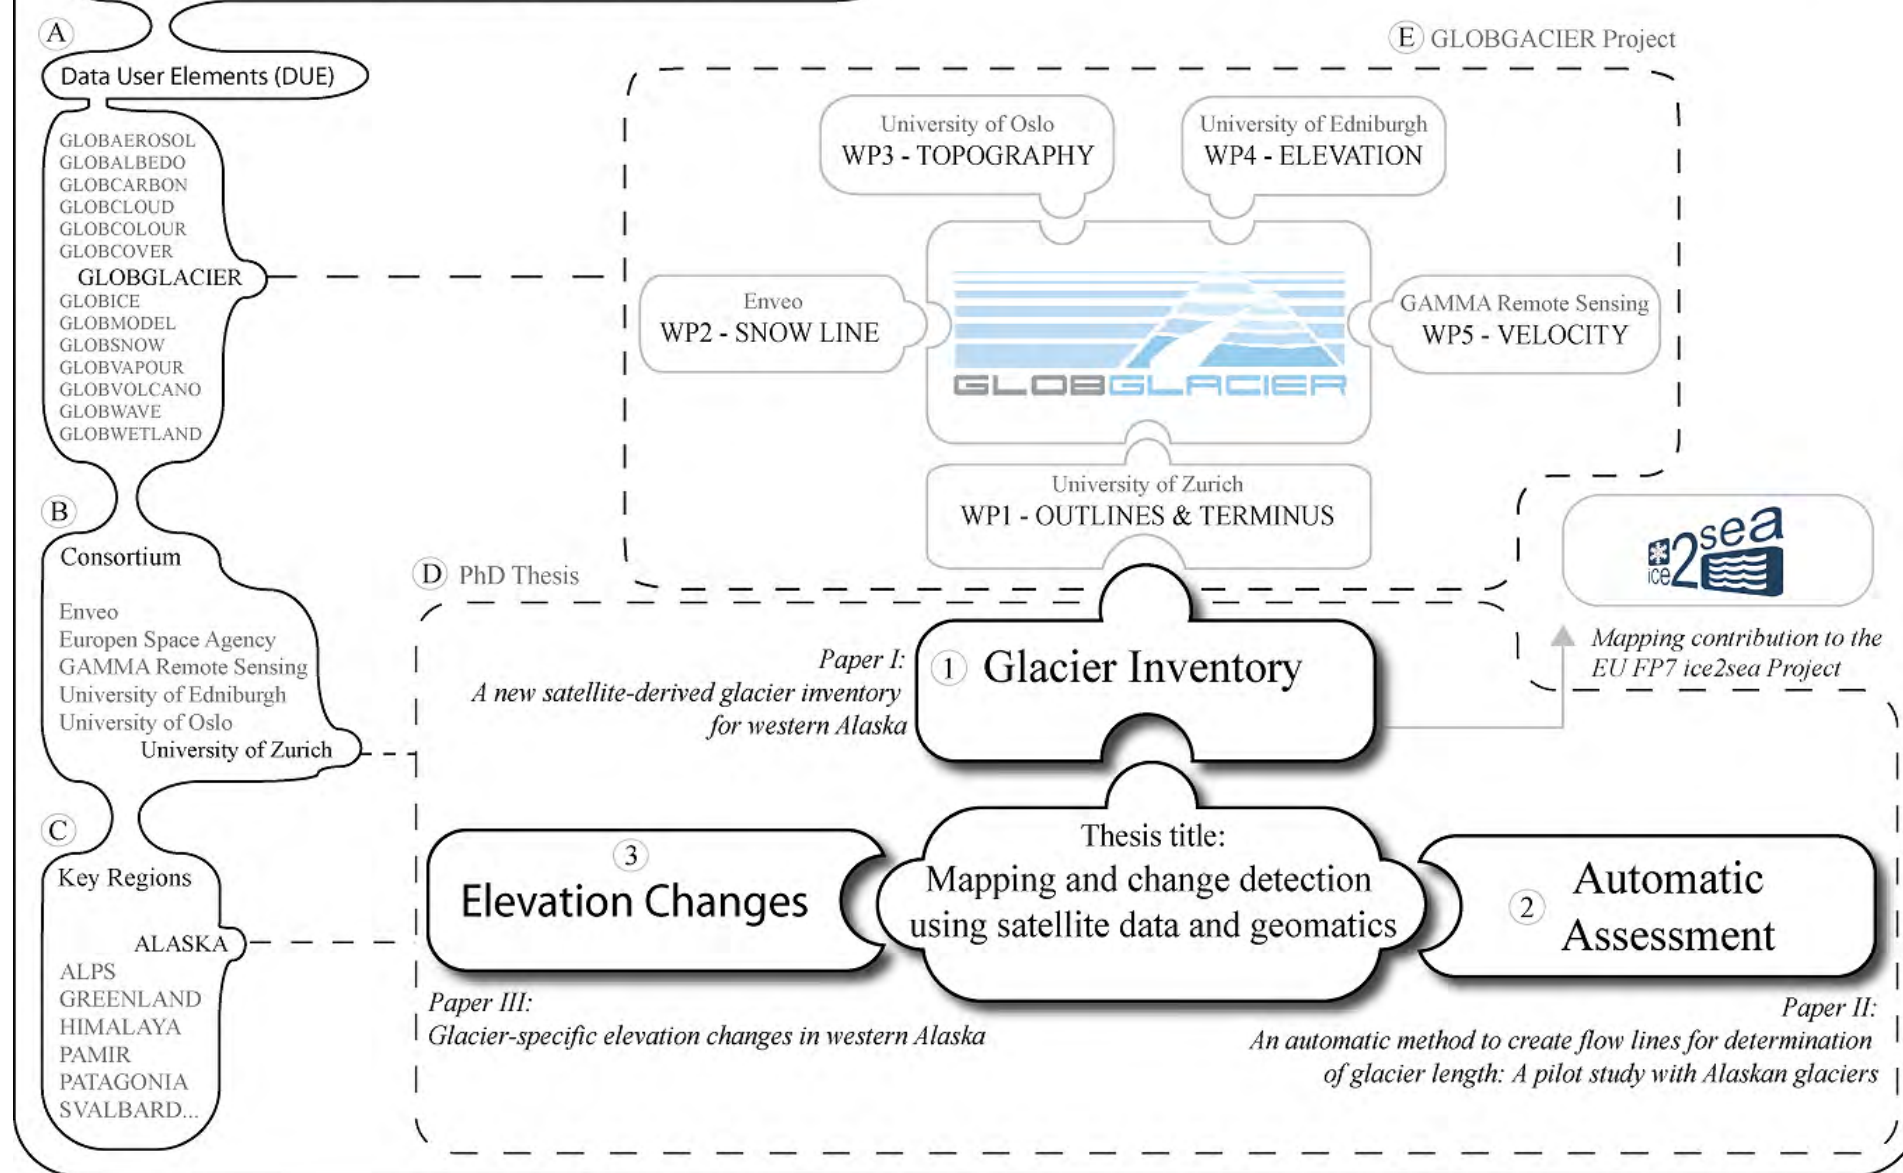 A
Data User Elements (DUE)
GLOBAEROSOL
GLOBALBEDO
GLOBCARBON
GLOBCLOUD
GLOBCOLOUR
GLOBCOVER
GLOBGLACIER
GLOBICE
GLOBMODEL
GLOBSNOW
GLOBVAPOUR
GLOBVOLCANO
GLOBWAVE
GLOBWETLAND
B
Consortium
Enveo
Europen Space Agency
GAMMA Remote Sensing
University of Edniburgh
University of Oslo
University of Zurich
C
Key Regions
ALASKA
ALPS
GREENLAND
HIMALAYA
PAMIR
PATAGONIA
SVALBARD...
E GLOBGACIER Project
University of Oslo
WP3 - TOPOGRAPHY
University of Edniburgh
WP4 - ELEVATION
Enveo
WP2 - SNOW LINE
GLOBGLACIER
GAMMA Remote Sensing
WP5 - VELOCITY
University of Zurich
WP1 - OUTLINES & TERMINUS
ice2sea
Mapping contribution to the
EU FP7 ice2sea Project
D PhD Thesis
Paper I:
A new satellite-derived glacier inventory
for western Alaska
1 Glacier Inventory
Thesis title:
Mapping and change detection
using satellite data and geomatics
3
Elevation Changes
Paper III:
Glacier-specific elevation changes in western Alaska
2
Automatic
Assessment
Paper II:
An automatic method to create flow lines for determination
of glacier length: A pilot study with Alaskan glaciers